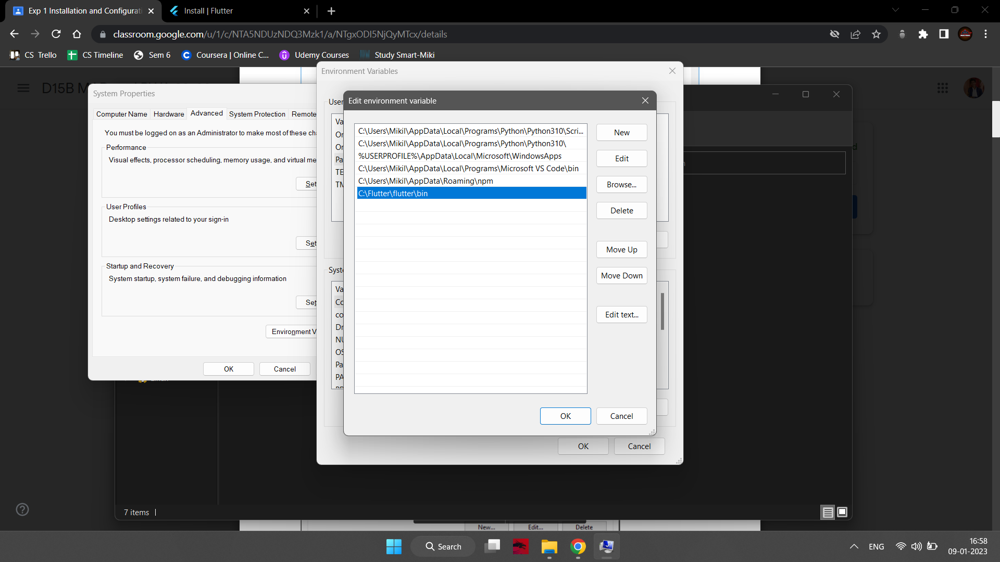 Exp 1 Installation and Configurati
Install | Flutter
classroom.google.com/u/1/c/NTA5NDUzNDQ3Mzk1/a/NTgxODI5NjQyMTcx/details
CS Trello
CS Timeline
Sem 6
Coursera | Online C...
Udemy Courses
Study Smart-Miki
D15B M
System Properties
Computer Name
Hardware
Advanced
System Protection
Remote
You must be logged on as an Administrator to make most of these ch
Performance
Visual effects, processor scheduling, memory usage, and virtual me
Set
User Profiles
Desktop settings related to your sign-in
Set
Startup and Recovery
System startup, system failure, and debugging information
Set
Environment V
OK
Cancel
Environment Variables
User
Va
On
On
Pa
TE
TM
Syste
Va
Co
co
Dr
NU
OS
Pa
PA
OK
Cancel
Edit environment variable
C:\Users\Mikil\AppData\Local\Programs\Python\Python310\Scri...
C:\Users\Mikil\AppData\Local\Programs\Python\Python310\
%USERPROFILE%\AppData\Local\Microsoft\WindowsApps
C:\Users\Mikil\AppData\Local\Programs\Microsoft VS Code\bin
C:\Users\Mikil\AppData\Roaming\npm
C:\Flutter\flutter\bin
New
Edit
Browse...
Delete
Move Up
Move Down
Edit text...
OK
Cancel
7 items
New...
Edit...
Delete
Search
ENG
16:58
09-01-2023